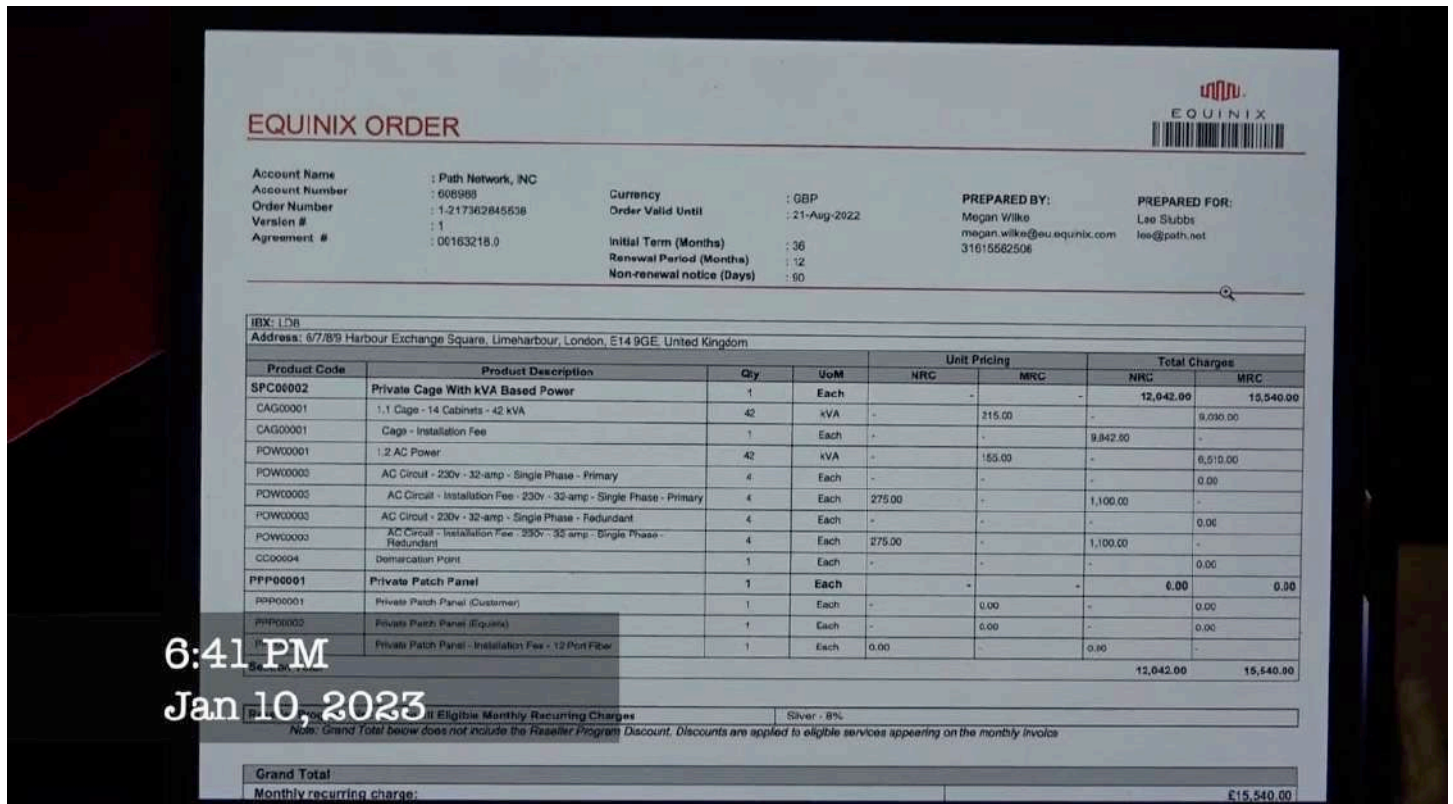 EQUINIX
EQUINIX ORDER
Account Name : Path Network, INC
Account Number : 608988
Order Number : 1-217362845538
Version # : 1
Agreement # : 00163218.0
Currency : GBP
Order Valid Until : 21-Aug-2022
Initial Term (Months) : 36
Renewal Period (Months) : 12
Non-renewal notice (Days) : 90
PREPARED BY:
Megan Wilke
megan.wilke@eu.equinix.com
31615582506
PREPARED FOR:
Lee Stubbs
lee@path.net
IBX: LD8
Address: 6/7/8/9 Harbour Exchange Square, Limeharbour, London, E14 9GE, United Kingdom
Unit Pricing Total Charges
Product Code Product Description Qty UoM NRC MRC NRC MRC
SPC00002 Private Cage With kVA Based Power 1 Each - - 12,042.00 15,540.00
CAG00001 1.1 Cage - 14 Cabinets - 42 kVA 42 kVA - 215.00 - 9,030.00
CAG00001 Cage - Installation Fee 1 Each - - 9,842.00 -
POW00001 1.2 AC Power 42 kVA - 155.00 - 6,510.00
POW00003 AC Circuit - 230v - 32-amp - Single Phase - Primary 4 Each - - - 0.00
POW00003 AC Circuit - Installation Fee - 230v - 32-amp - Single Phase - Primary 4 Each 275.00 - 1,100.00 -
POW00003 AC Circuit - 230v - 32-amp - Single Phase - Redundant 4 Each - - - 0.00
POW00003 AC Circuit - Installation Fee - 230v - 32-amp - Single Phase - Redundant 4 Each 275.00 - 1,100.00 -
CC00004 Demarcation Point 1 Each - - - 0.00
PPP00001 Private Patch Panel 1 Each - - 0.00 0.00
PPP00001 Private Patch Panel (Customer) 1 Each - 0.00 - 0.00
PPP00002 Private Patch Panel (Equinix) 1 Each - 0.00 - 0.00
Private Patch Panel - Installation Fee - 12 Port Fiber 1 Each 0.00 - 0.00 -
12,042.00 15,540.00
6:41 PM
Jan 10, 2023
Eligible Monthly Recurring Charges Silver - 8%
Note: Grand Total below does not include the Reseller Program Discount. Discounts are applied to eligible services appearing on the monthly invoice
Grand Total
Monthly recurring charge: £15,540.00